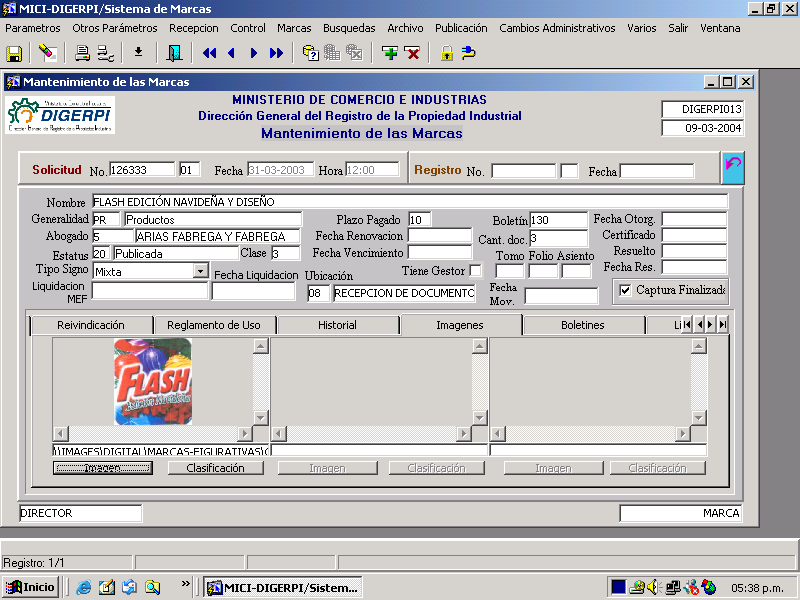 MICI-DIGERPI/Sistema de Marcas
Parametros Otros Parámetros Recepcion Control Marcas Busquedas Archivo Publicación Cambios Administrativos Varios Salir Ventana
Mantenimiento de las Marcas
DIGERPI
MINISTERIO DE COMERCIO E INDUSTRIAS
Dirección General del Registro de la Propiedad Industrial
Mantenimiento de las Marcas
DIGERPI013
09-03-2004
Solicitud No. 126333 01 Fecha 31-03-2003 Hora 12:00 Registro No. Fecha
Nombre FLASH EDICIÓN NAVIDEÑA Y DISEÑO
Generalidad PR Productos Plazo Pagado 10 Boletín 130 Fecha Otorg.
Abogado 5 ARIAS FABREGA Y FABREGA Fecha Renovacion Cant. doc. 3 Certificado
Estatus 20 Publicada Clase 3 Fecha Vencimiento Tomo Folio Asiento Resuelto
Tipo Signo Mixta Fecha Liquidacion Ubicación Tiene Gestor Fecha Res.
Liquidacion MEF 08 RECEPCION DE DOCUMENTO Fecha Mov. Captura Finalizada
Reivindicación Reglamento de Uso Historial Imagenes Boletines Li
FLASH
\\IMAGES\DIGITAL\MARCAS-FIGURATIVAS\
Imagen Clasificación Imagen Clasificación Imagen Clasificación
DIRECTOR MARCA
Registro: 1/1
Inicio » MICI-DIGERPI/Sistem... 05:38 p.m.